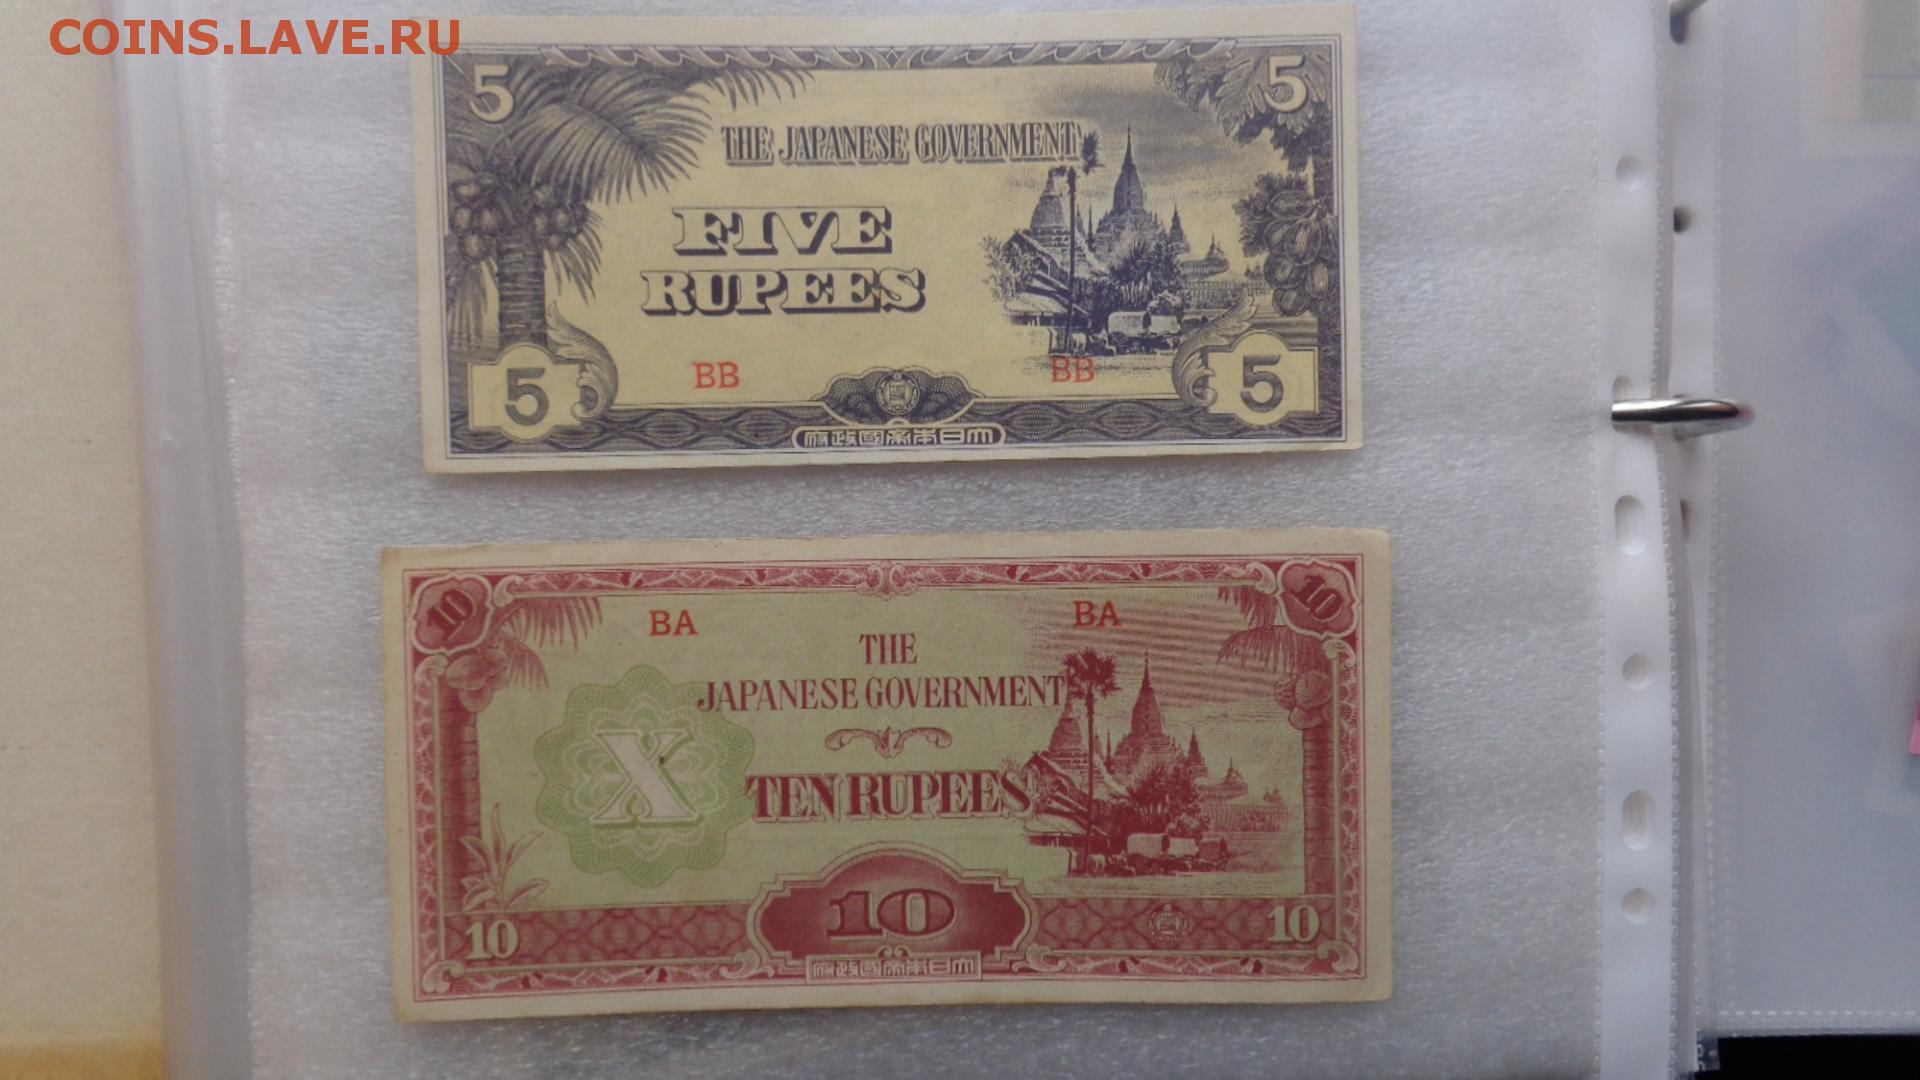 COINS.LAVE.RU
5 5
THE JAPANESE GOVERNMENT
FIVE
RUPEES
BB BB
5 5
府政國帝本日大
10 10
BA BA
THE
JAPANESE GOVERNMENT
X
TEN RUPEES
10
10 10
府政國帝本日大